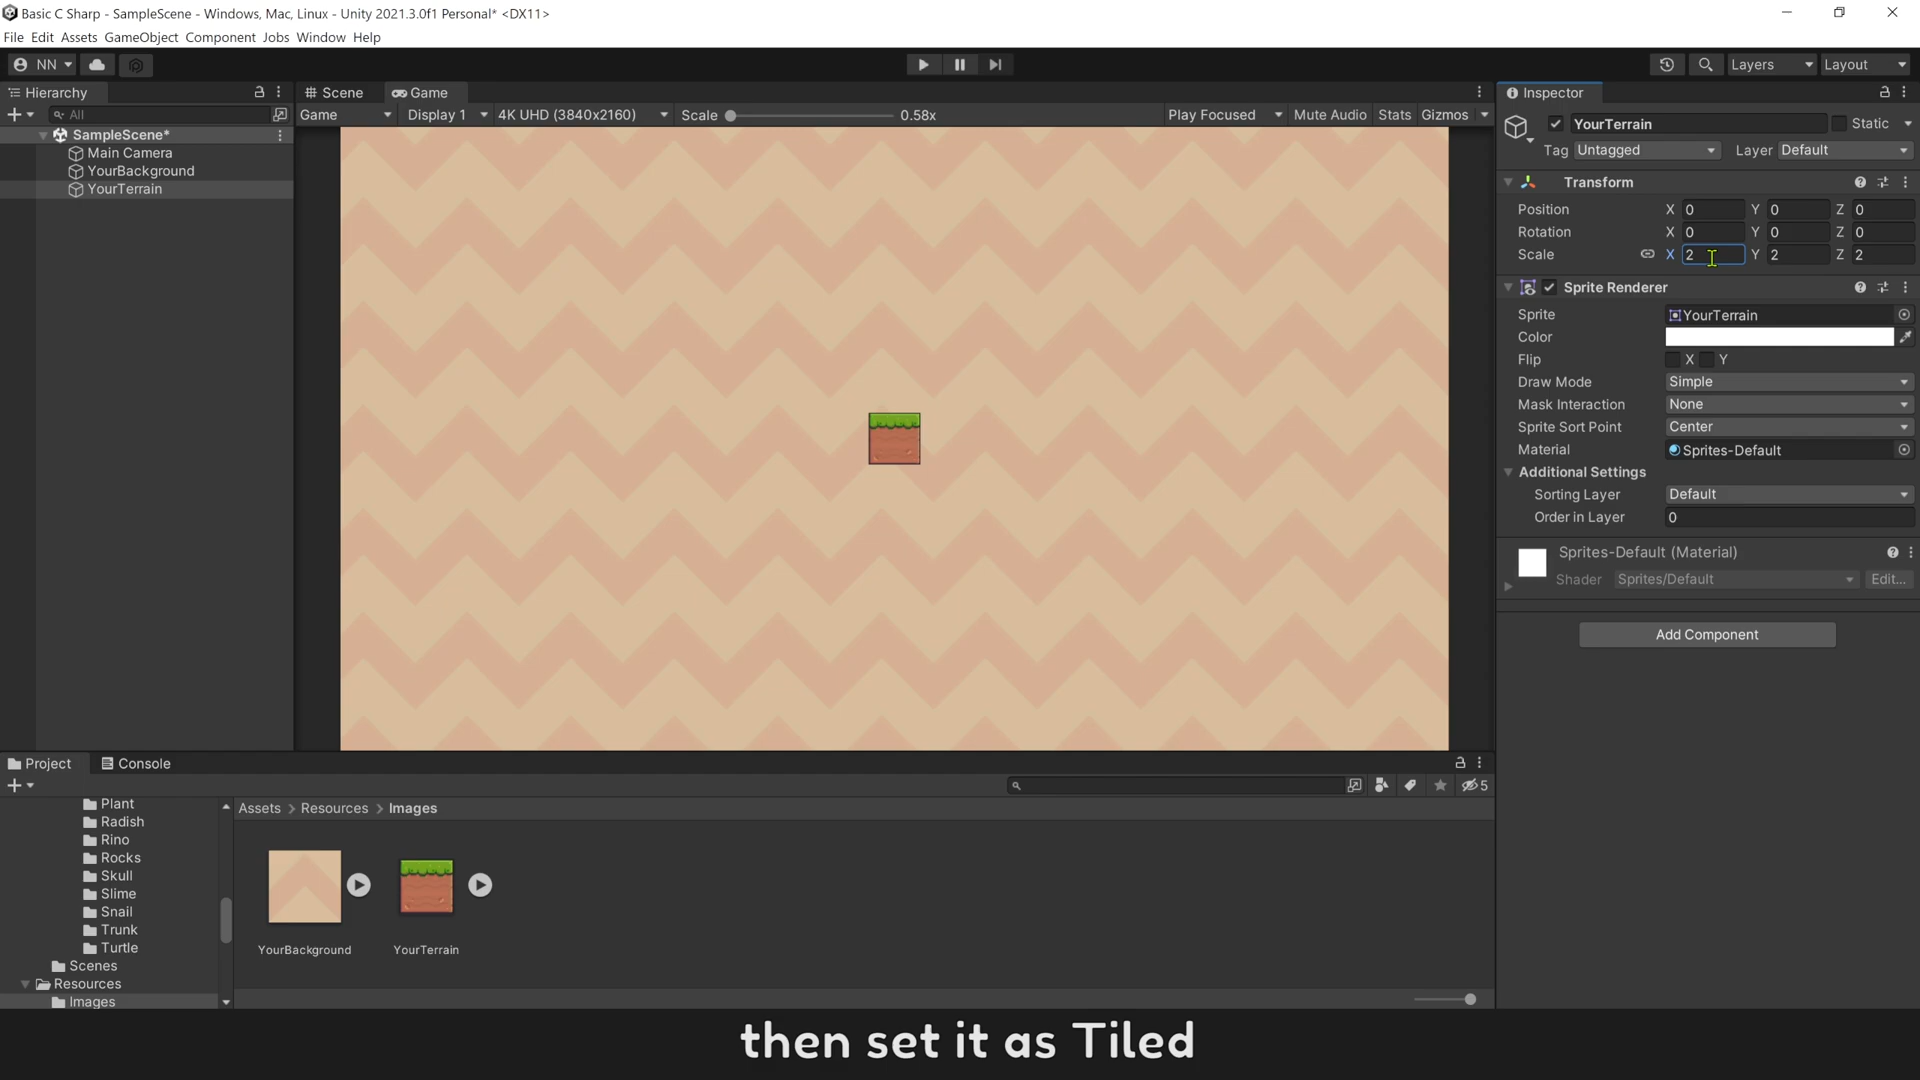 Basic C Sharp - SampleScene - Windows, Mac, Linux - Unity 2021.3.0f1 Personal* <DX11>
File Edit Assets GameObject Component Jobs Window Help
NN Layers Layout
Hierarchy
All
SampleScene*
Main Camera
YourBackground
YourTerrain
Scene Game
Game Display 1 4K UHD (3840x2160) Scale 0.58x Play Focused Mute Audio Stats Gizmos
Inspector
YourTerrain Static
Tag Untagged Layer Default
Transform
Position X 0 Y 0 Z 0
Rotation X 0 Y 0 Z 0
Scale X 2 Y 2 Z 2
Sprite Renderer
Sprite YourTerrain
Color
Flip X Y
Draw Mode Simple
Mask Interaction None
Sprite Sort Point Center
Material Sprites-Default
Additional Settings
Sorting Layer Default
Order in Layer 0
Sprites-Default (Material)
Shader Sprites/Default Edit...
Add Component
Project Console
5
Plant
Radish
Rino
Rocks
Skull
Slime
Snail
Trunk
Turtle
Scenes
Resources
Images
Assets > Resources > Images
YourBackground YourTerrain
then set it as Tiled